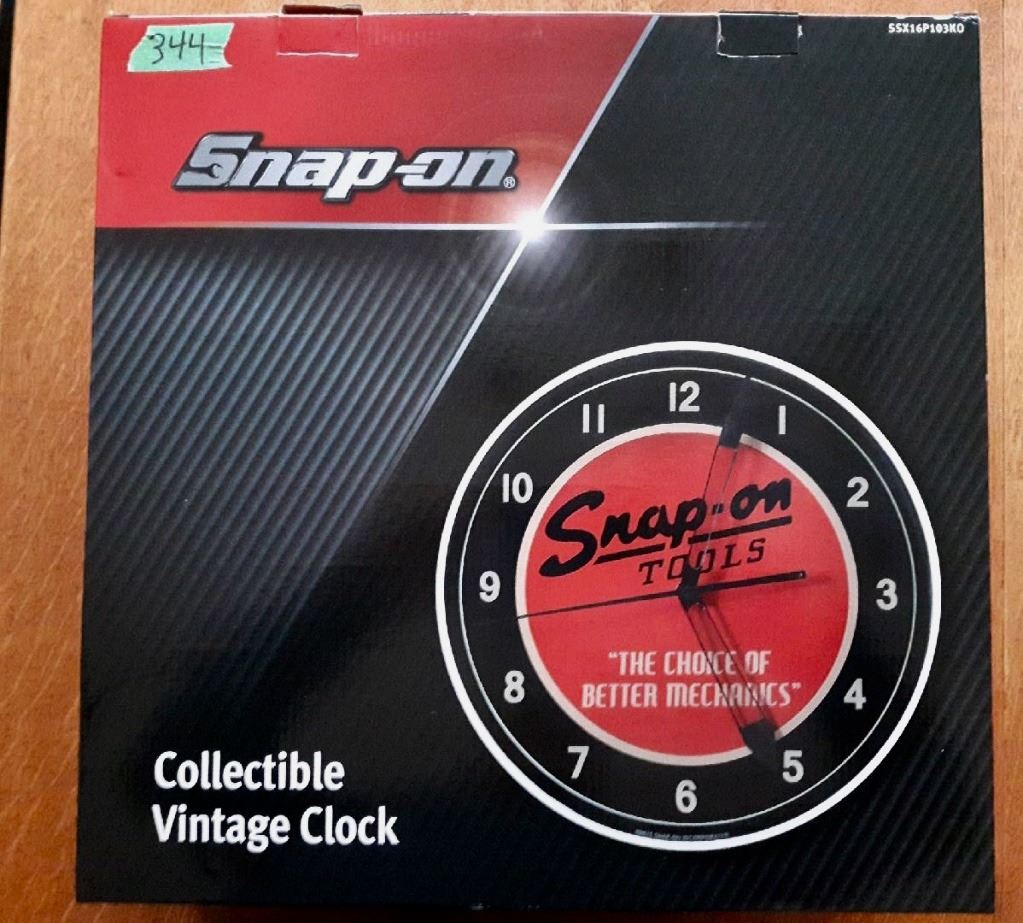 344
SSX16P103KO
Snap-on®
12
11
1
10
2
Snap-on
TOOLS
9
3
"THE CHOICE OF
BETTER MECHANICS"
8
4
7
5
6
Collectible
Vintage Clock